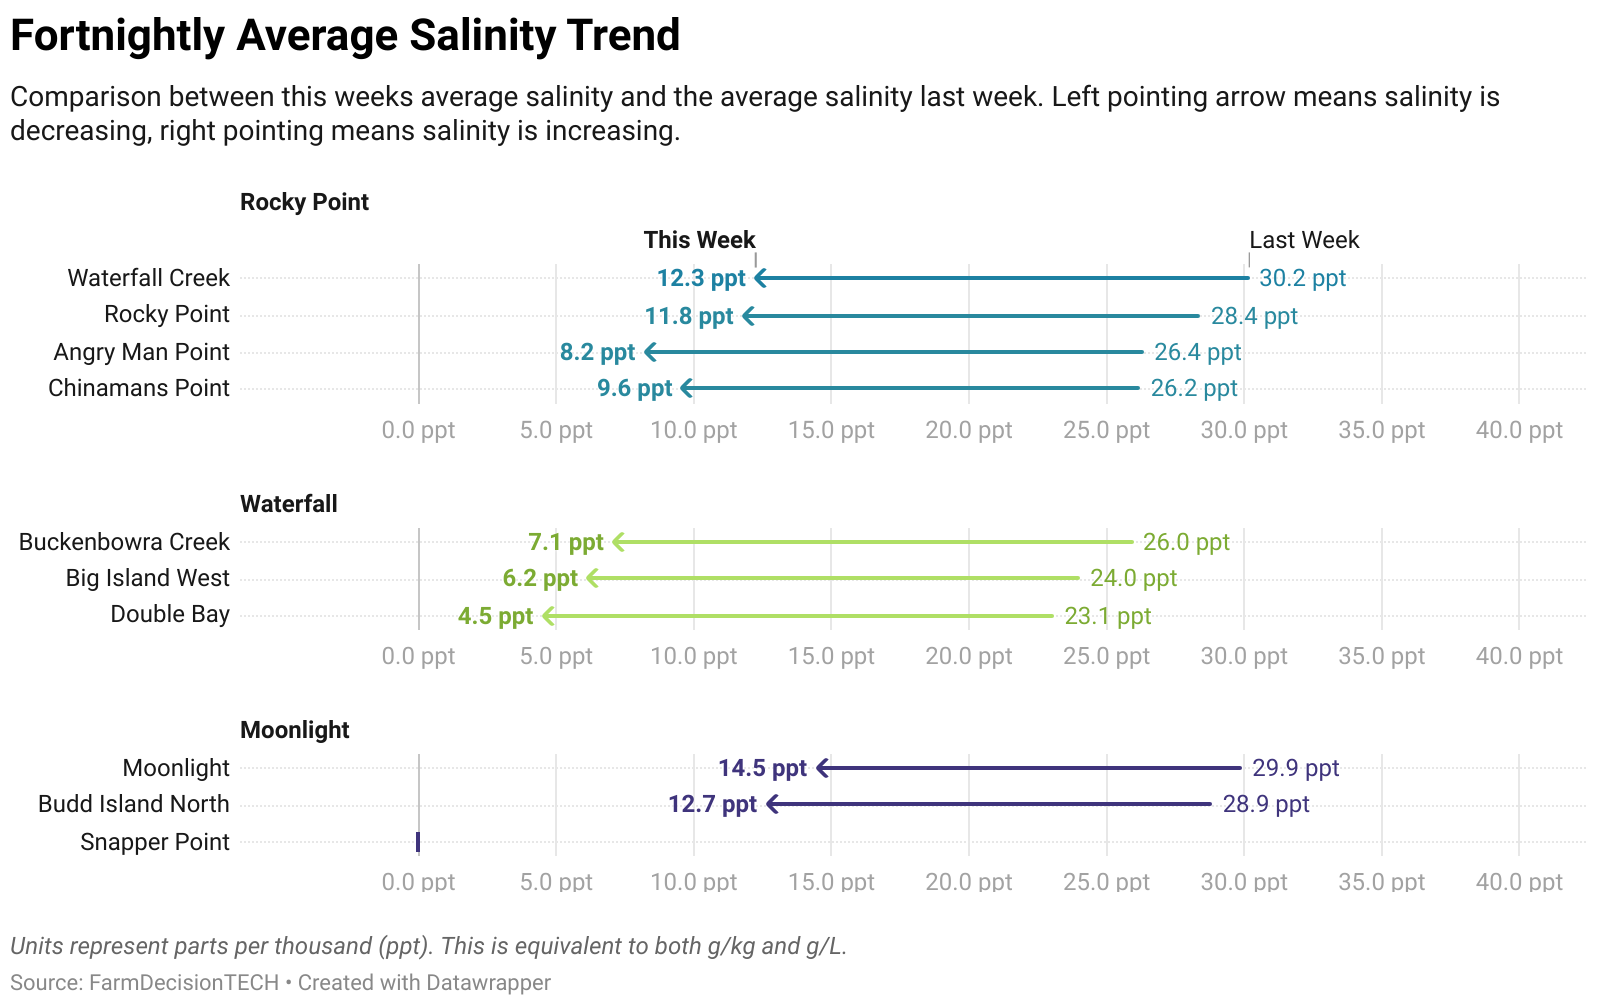 Fortnightly Average Salinity Trend
Comparison between this weeks average salinity and the average salinity last week. Left pointing arrow means salinity is
decreasing, right pointing means salinity is increasing.
Rocky Point
This Week Last Week
Waterfall Creek 12.3 ppt 30.2 ppt
Rocky Point 11.8 ppt 28.4 ppt
Angry Man Point 8.2 ppt 26.4 ppt
Chinamans Point 9.6 ppt 26.2 ppt
0.0 ppt 5.0 ppt 10.0 ppt 15.0 ppt 20.0 ppt 25.0 ppt 30.0 ppt 35.0 ppt 40.0 ppt
Waterfall
Buckenbowra Creek 7.1 ppt 26.0 ppt
Big Island West 6.2 ppt 24.0 ppt
Double Bay 4.5 ppt 23.1 ppt
0.0 ppt 5.0 ppt 10.0 ppt 15.0 ppt 20.0 ppt 25.0 ppt 30.0 ppt 35.0 ppt 40.0 ppt
Moonlight
Moonlight 14.5 ppt 29.9 ppt
Budd Island North 12.7 ppt 28.9 ppt
Snapper Point
0.0 ppt 5.0 ppt 10.0 ppt 15.0 ppt 20.0 ppt 25.0 ppt 30.0 ppt 35.0 ppt 40.0 ppt
Units represent parts per thousand (ppt). This is equivalent to both g/kg and g/L.
Source: FarmDecisionTECH • Created with Datawrapper